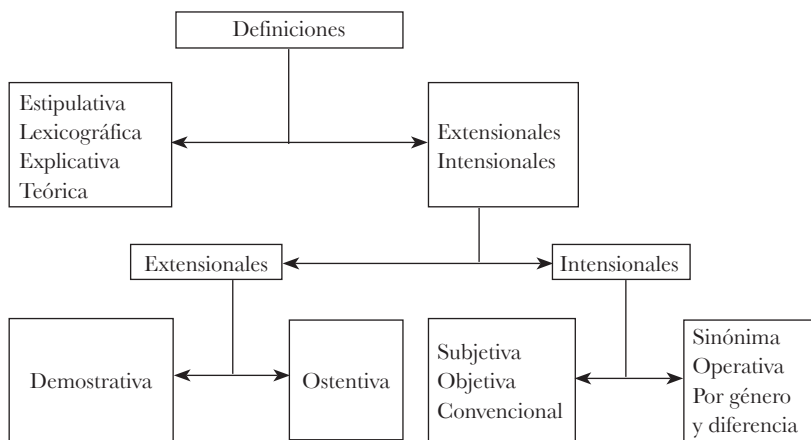 Definiciones
Estipulativa
Lexicográfica
Explicativa
Teórica
Extensionales
Intensionales
Extensionales
Intensionales
Demostrativa
Ostentiva
Subjetiva
Objetiva
Convencional
Sinónima
Operativa
Por género
y diferencia